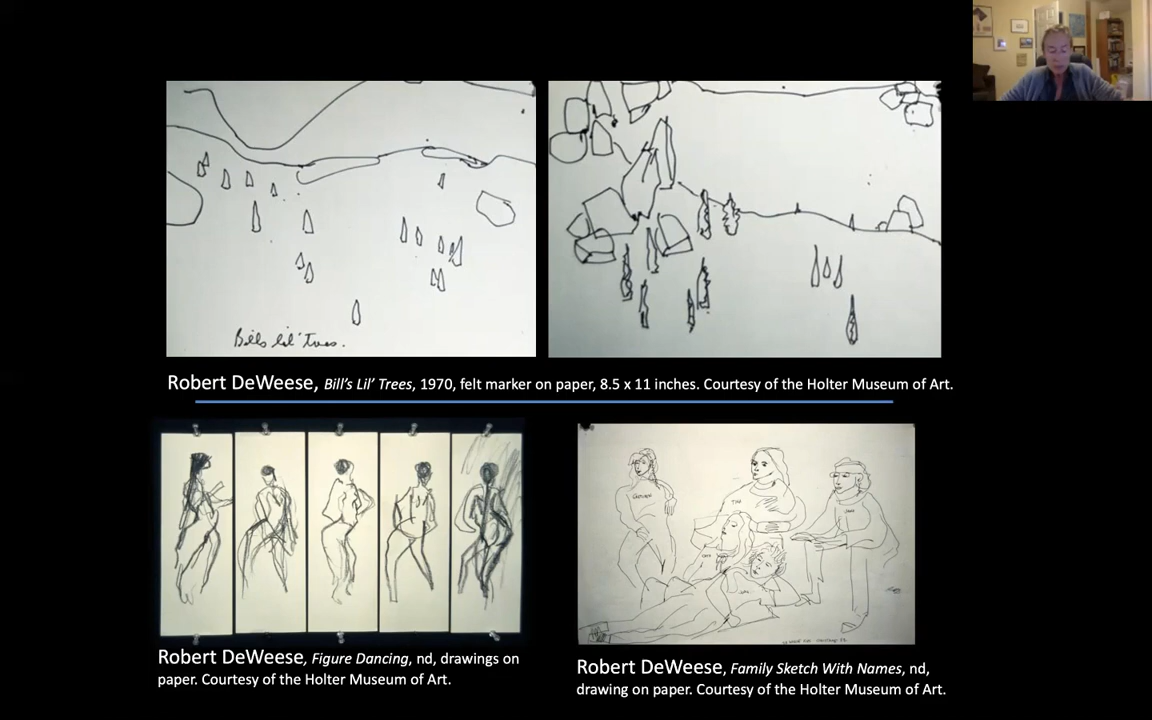 Bill's lil' Trees.
Robert DeWeese, Bill's Lil' Trees, 1970, felt marker on paper, 8.5 x 11 inches. Courtesy of the Holter Museum of Art.
Robert DeWeese, Figure Dancing, nd, drawings on
paper. Courtesy of the Holter Museum of Art.
TINA
Robert DeWeese, Family Sketch With Names, nd,
drawing on paper. Courtesy of the Holter Museum of Art.